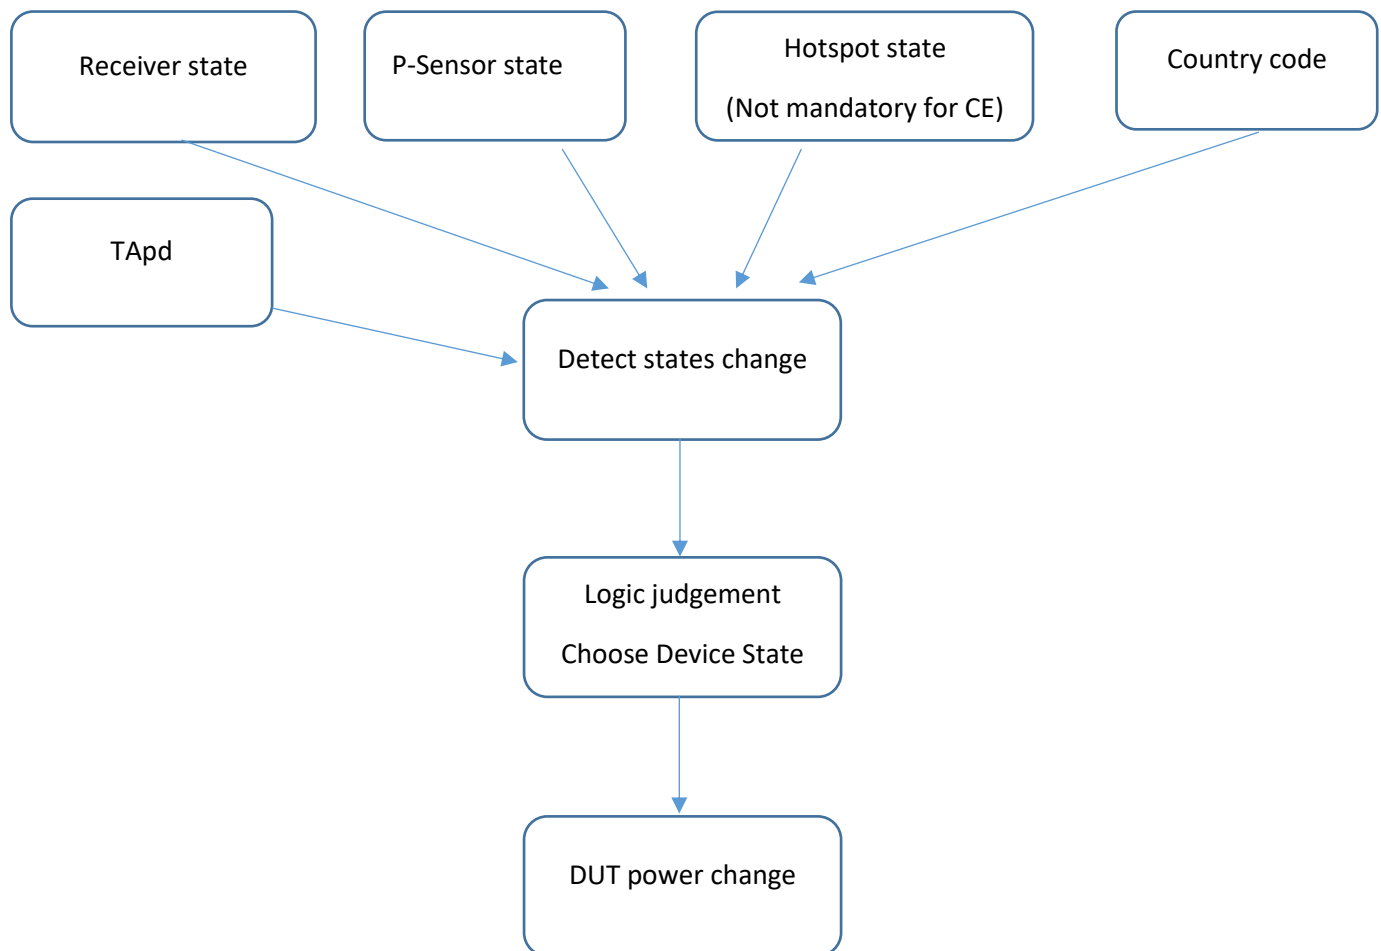 Receiver state
P-Sensor state
Hotspot state
(Not mandatory for CE)
Country code
TApd
Detect states change
Logic judgement
Choose Device State
DUT power change